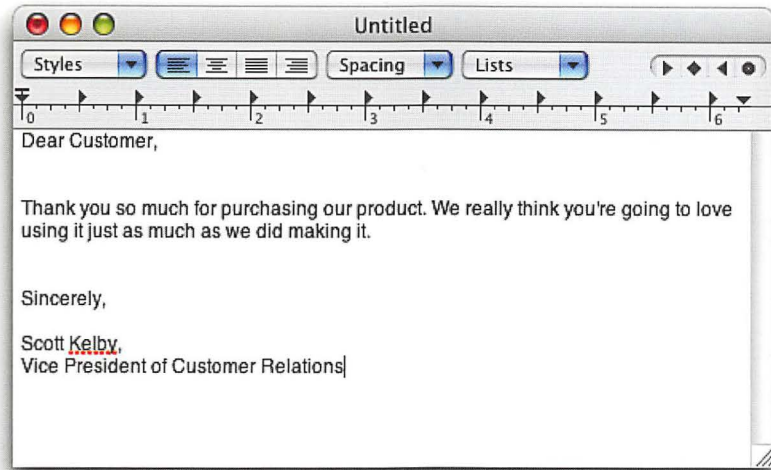 Untitled
Styles Spacing Lists
0 1 2 3 4 5 6
Dear Customer,
Thank you so much for purchasing our product. We really think you're going to love
using it just as much as we did making it.
Sincerely,
Scott Kelby,
Vice President of Customer Relations